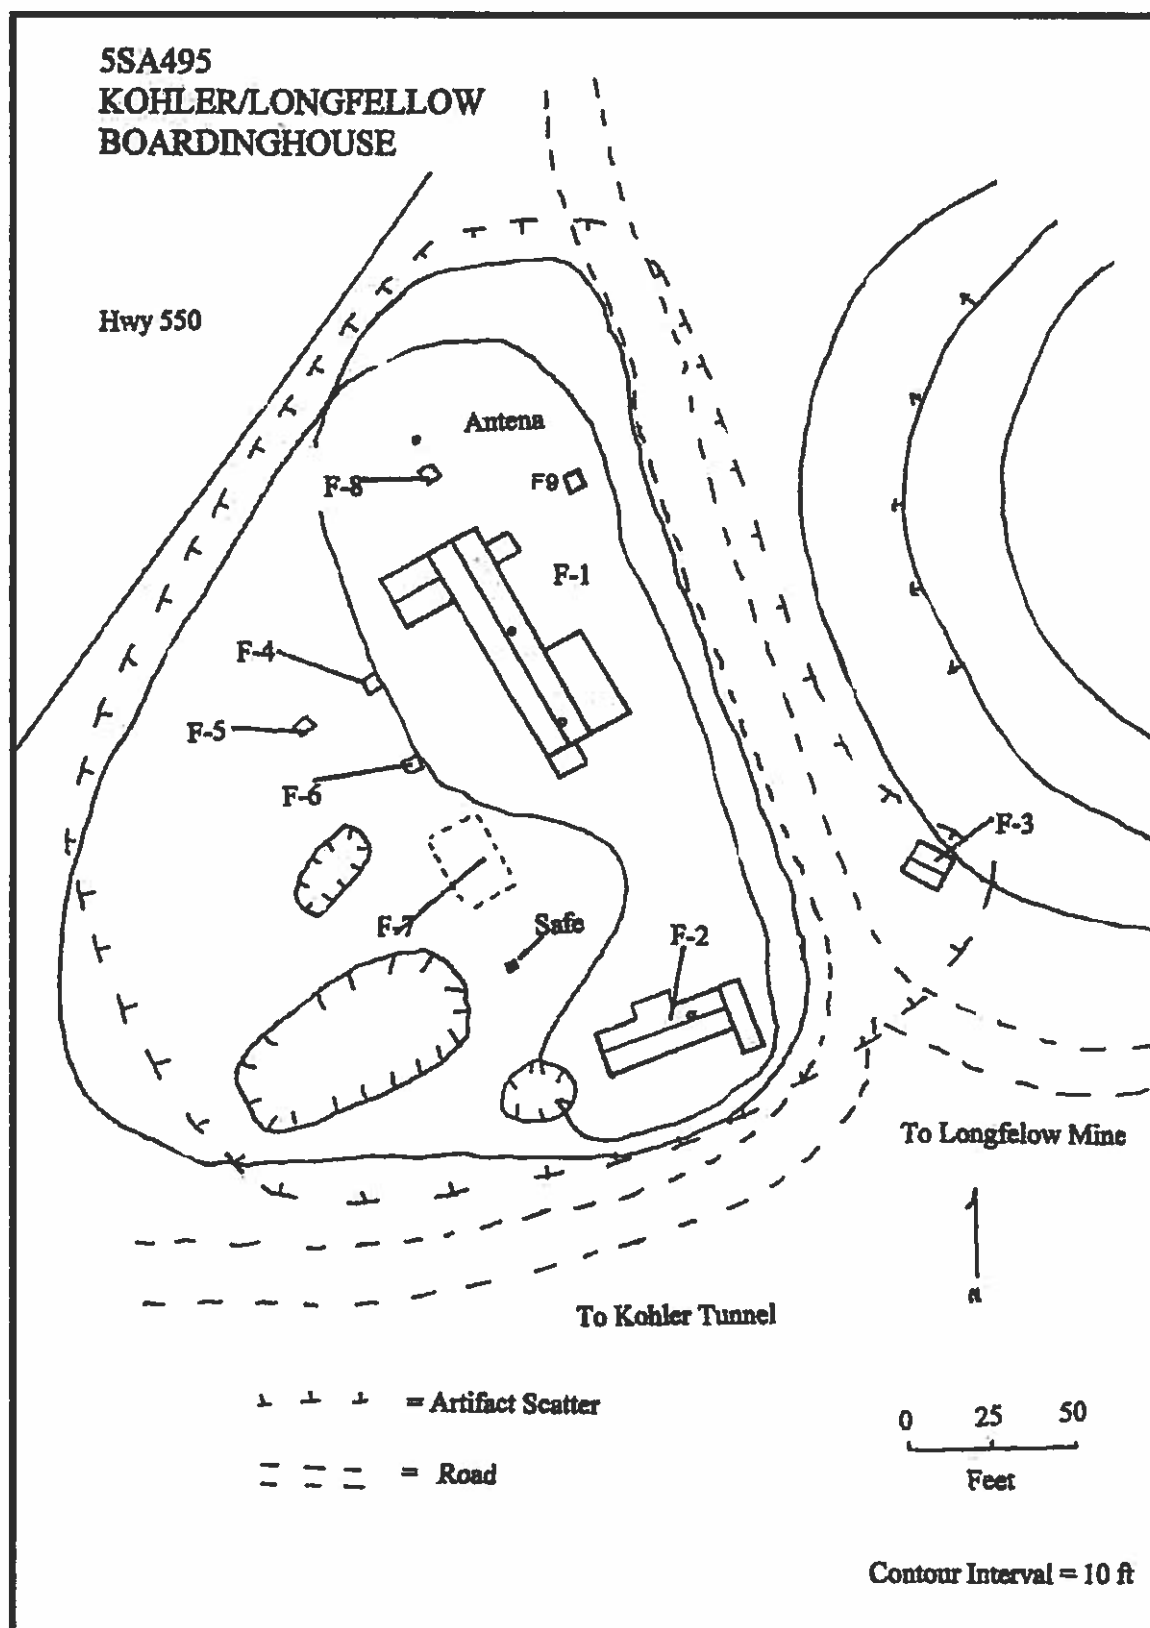 5SA495
KOHLER/LONGFELLOW
BOARDINGHOUSE
Hwy 550
Antena
F-8
F9
F-1
F-4
F-5
F-6
F-3
F-7
Safe
F-2
To Longfelow Mine
To Kohler Tunnel
= Artifact Scatter
= Road
0 25 50
Feet
Contour Interval = 10 ft